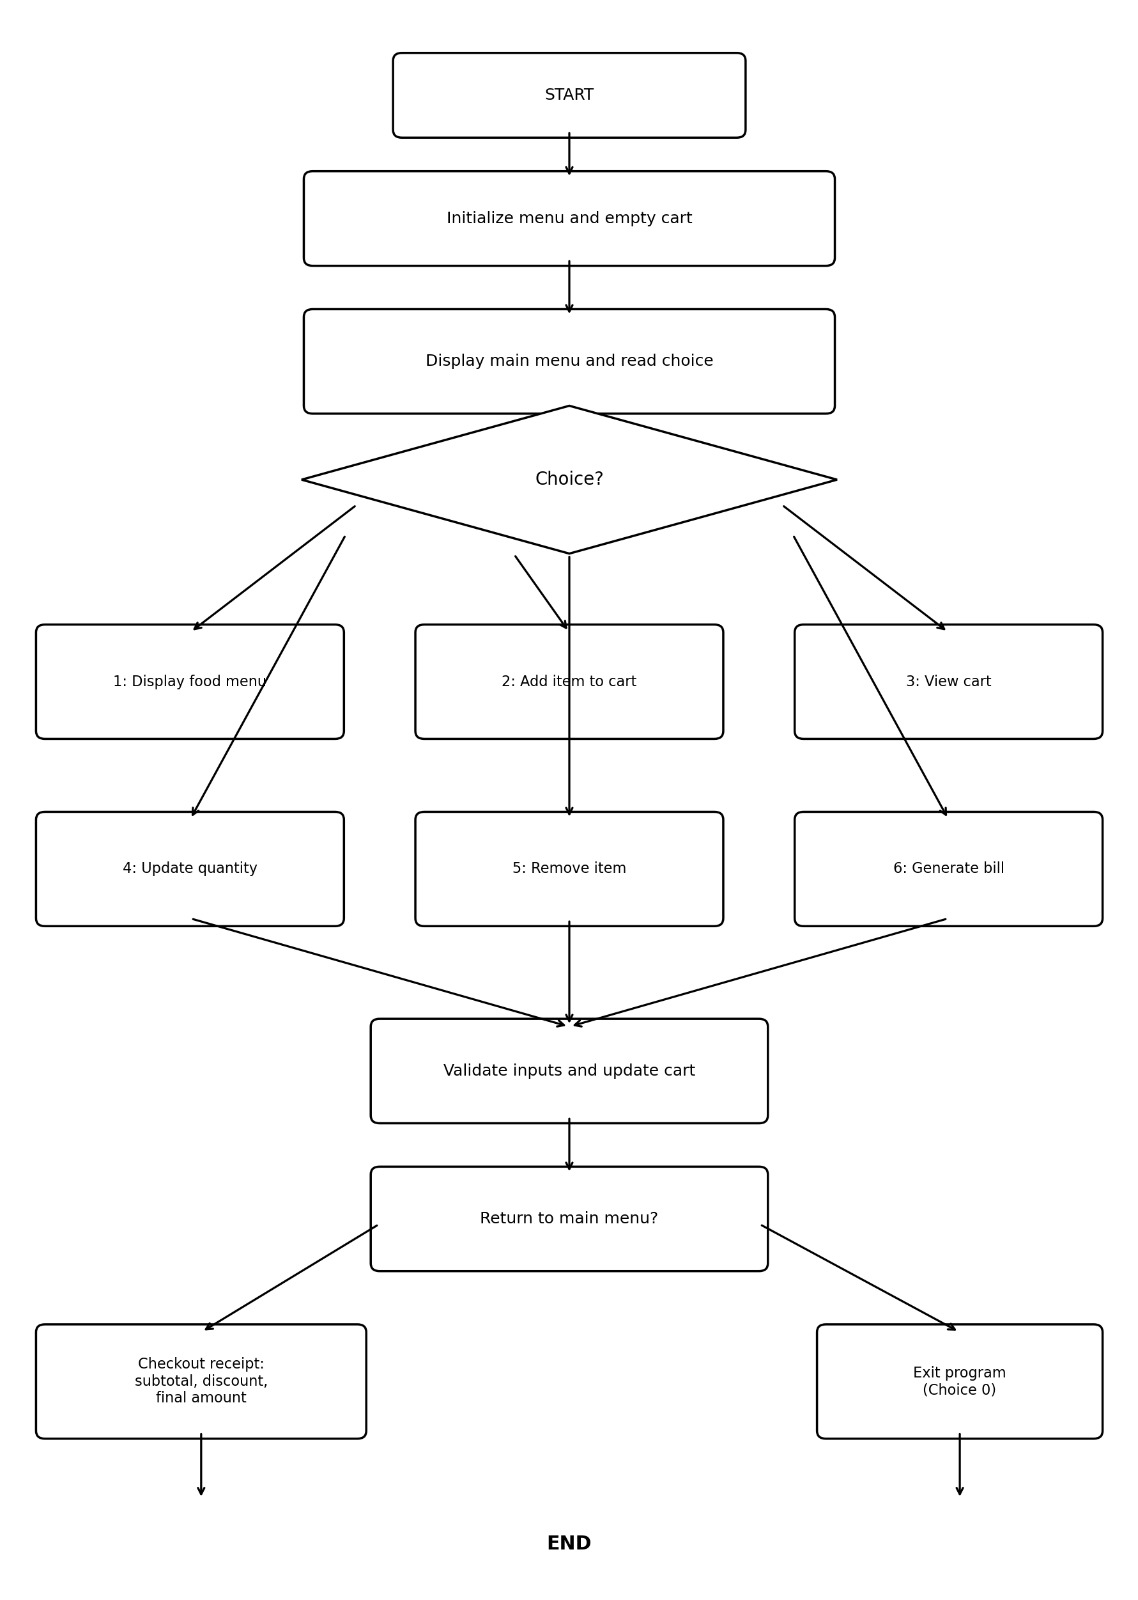 START
Initialize menu and empty cart
Display main menu and read choice
Choice?
1: Display food menu
2: Add item to cart
3: View cart
4: Update quantity
5: Remove item
6: Generate bill
Validate inputs and update cart
Return to main menu?
Checkout receipt:
subtotal, discount,
final amount
Exit program
(Choice 0)
END